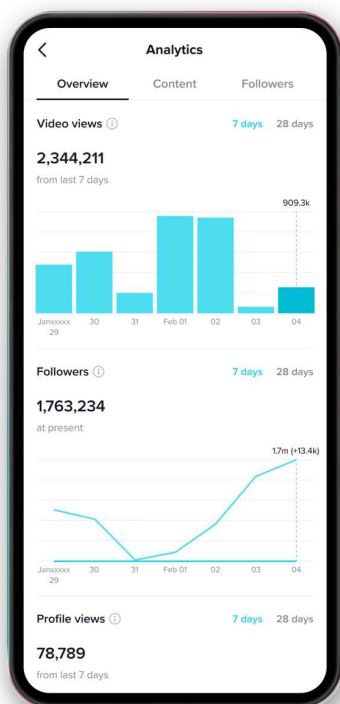 Analytics
Overview Content Followers
Video views 7 days 28 days
2,344,211
from last 7 days
909.3k
Janxxxxx 30 31 Feb 01 02 03 04
29
Followers 7 days 28 days
1,763,234
at present
1.7m (+13.4k)
Janxxxxx 30 31 Feb 01 02 03 04
29
Profile views 7 days 28 days
78,789
from last 7 days